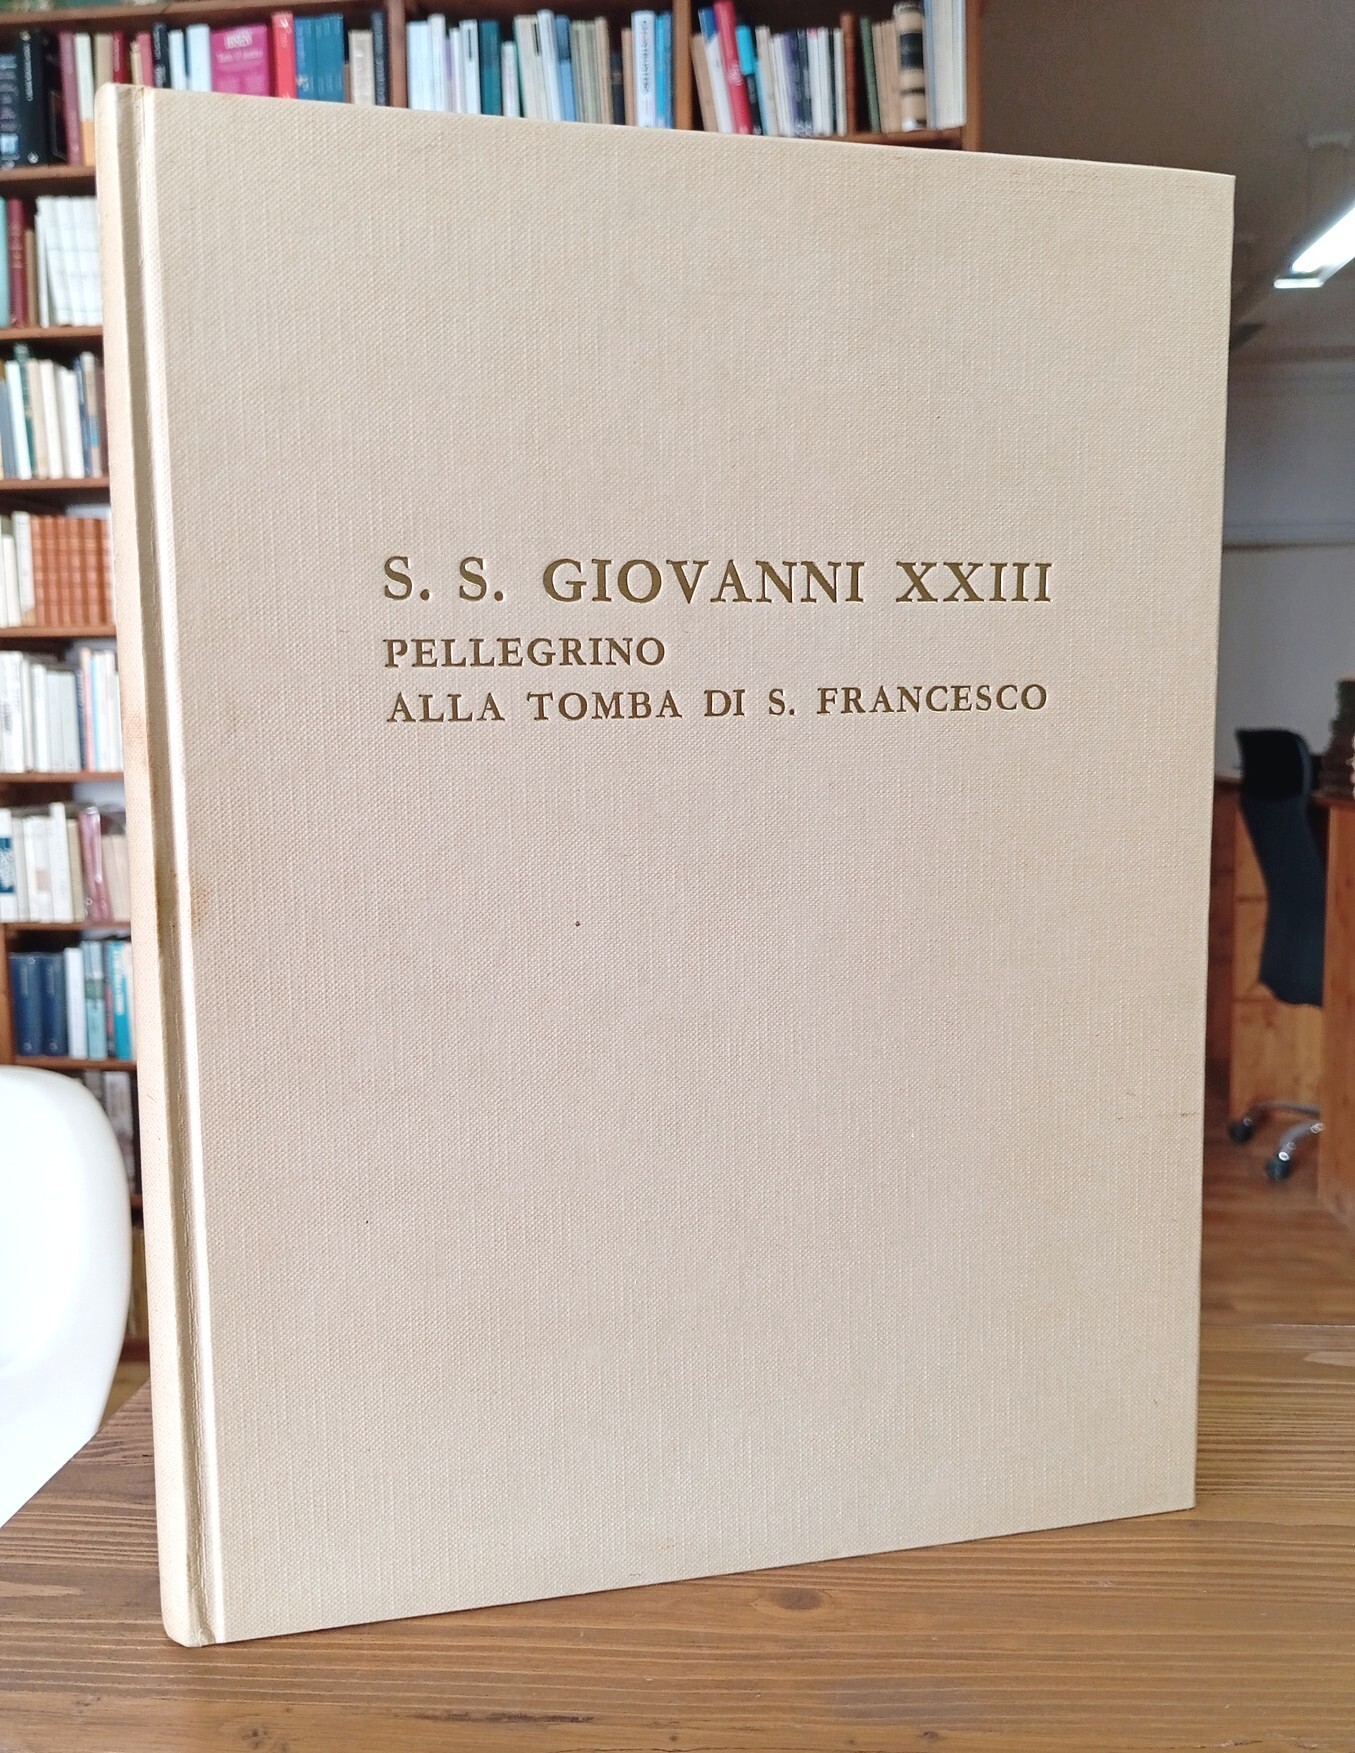 S. S. GIOVANNI XXIII
PELLEGRINO
ALLA TOMBA DI S. FRANCESCO